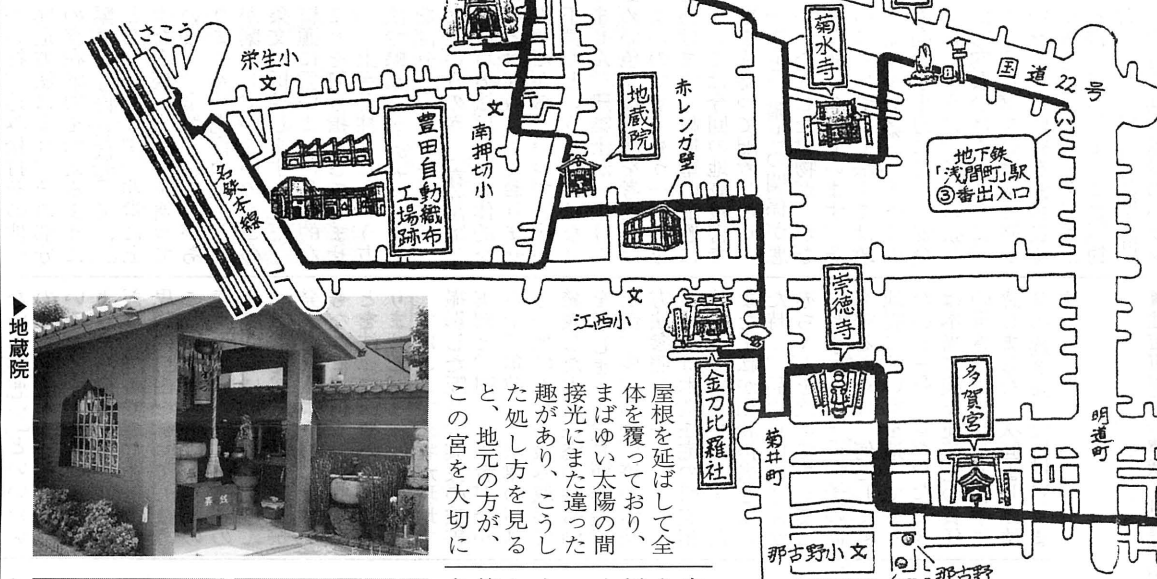 さこう
栄生小
文
豊田自動織布
工場跡
名鉄本線
文
南押切小
〒
地蔵院
赤レンガ壁
菊水寺
国道22号
地下鉄
「浅間町」駅
③番出入口
文
江西小
金刀比羅社
崇徳寺
多賀宮
菊井町
明道町
那古野小文
那古野
▶地蔵院
屋根を延ばして全
体を覆っており、
まばゆい太陽の間
接光にまた違った
趣があり、こうし
た処し方を見る
と、地元の方が、
この宮を大切に